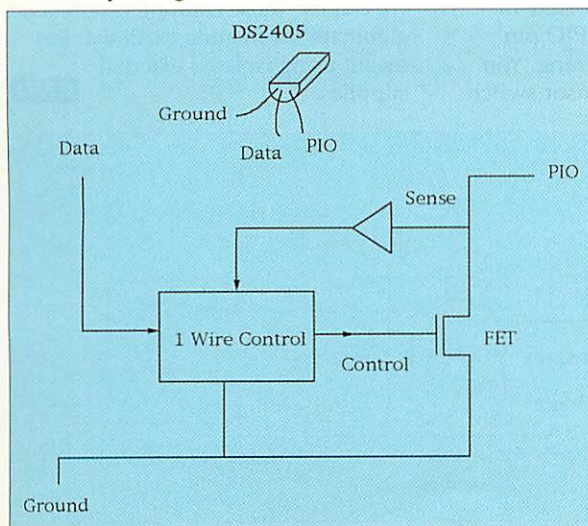 DS2405
Ground
Data
PIO
Data
PIO
Sense
1 Wire Control
Control
FET
Ground